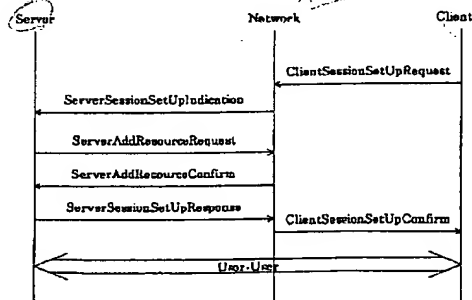 Server Network Client
ClientSessionSetUpRequest
ServerSessionSetUpIndication
ServerAddResourceRequest
ServerAddResourceConfirm
ServerSessionSetUpResponse
ClientSessionSetUpConfirm
User-User